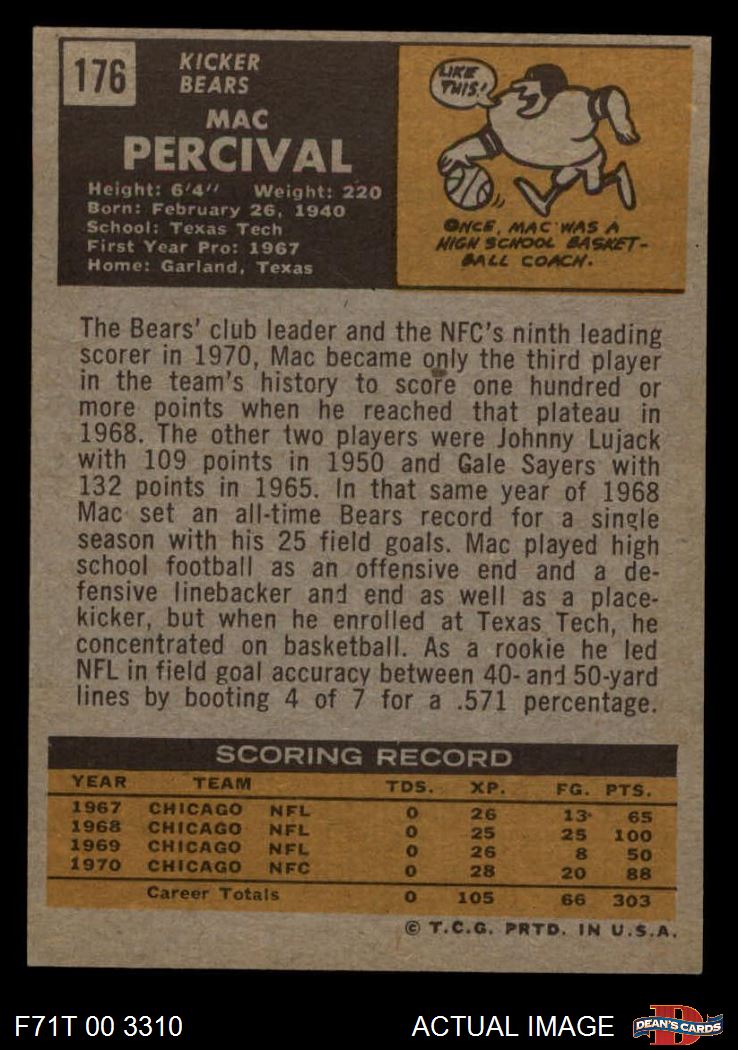 176
KICKER
BEARS
MAC
PERCIVAL
Height: 6'4" Weight: 220
Born: February 26, 1940
School: Texas Tech
First Year Pro: 1967
Home: Garland, Texas
LIKE
THIS!
ONCE, MAC WAS A
HIGH SCHOOL BASKET-
BALL COACH.
The Bears' club leader and the NFC's ninth leading
scorer in 1970, Mac became only the third player
in the team's history to score one hundred or
more points when he reached that plateau in
1968. The other two players were Johnny Lujack
with 109 points in 1950 and Gale Sayers with
132 points in 1965. In that same year of 1968
Mac set an all-time Bears record for a single
season with his 25 field goals. Mac played high
school football as an offensive end and a de-
fensive linebacker and end as well as a place-
kicker, but when he enrolled at Texas Tech, he
concentrated on basketball. As a rookie he led
NFL in field goal accuracy between 40- and 50-yard
lines by booting 4 of 7 for a .571 percentage.
SCORING RECORD
YEAR TEAM TDS. XP. FG. PTS.
1967 CHICAGO NFL 0 26 13 65
1968 CHICAGO NFL 0 25 25 100
1969 CHICAGO NFL 0 26 8 50
1970 CHICAGO NFC 0 28 20 88
Career Totals 0 105 66 303
© T.C.G. PRTD. IN U.S.A.
F71T 00 3310 ACTUAL IMAGE
D
DEAN'S CARDS